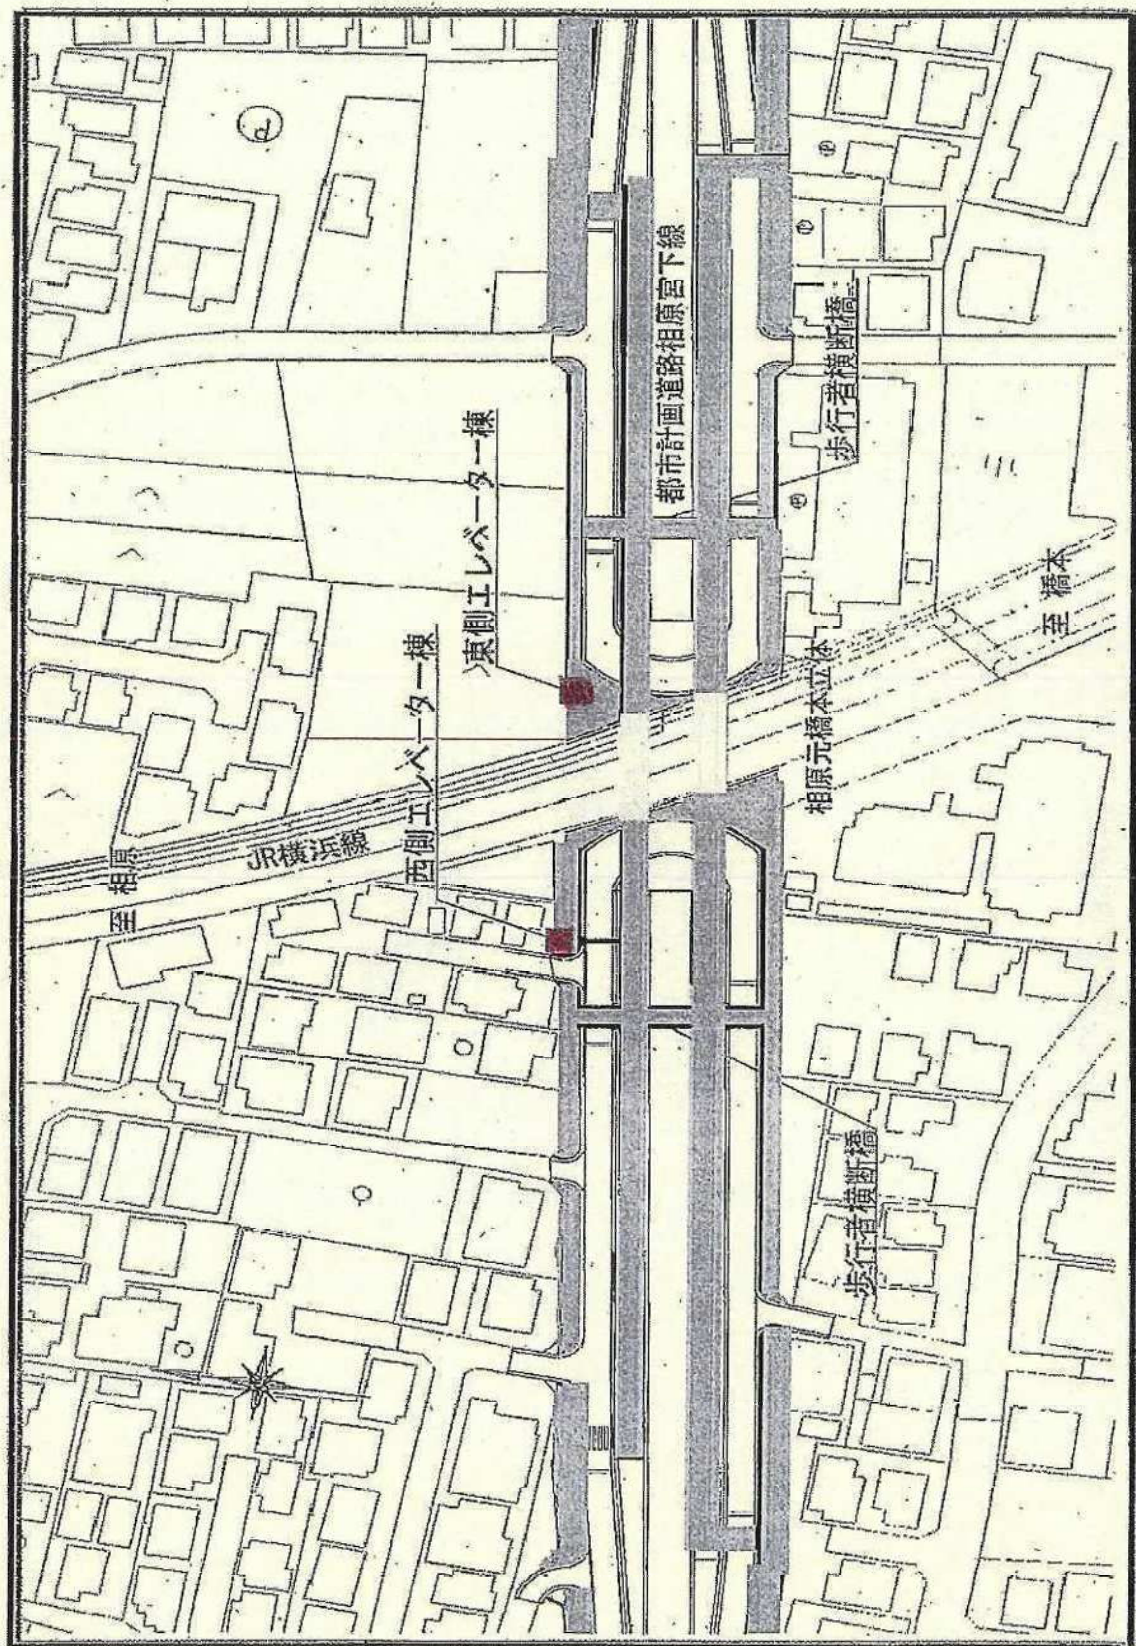 至 相原
JR横浜線
西側エレベーター棟
東側エレベーター棟
都市計画道路相原宮下線
歩行者横断橋
相原元橋本立体
至 橋本
歩行者横断橋